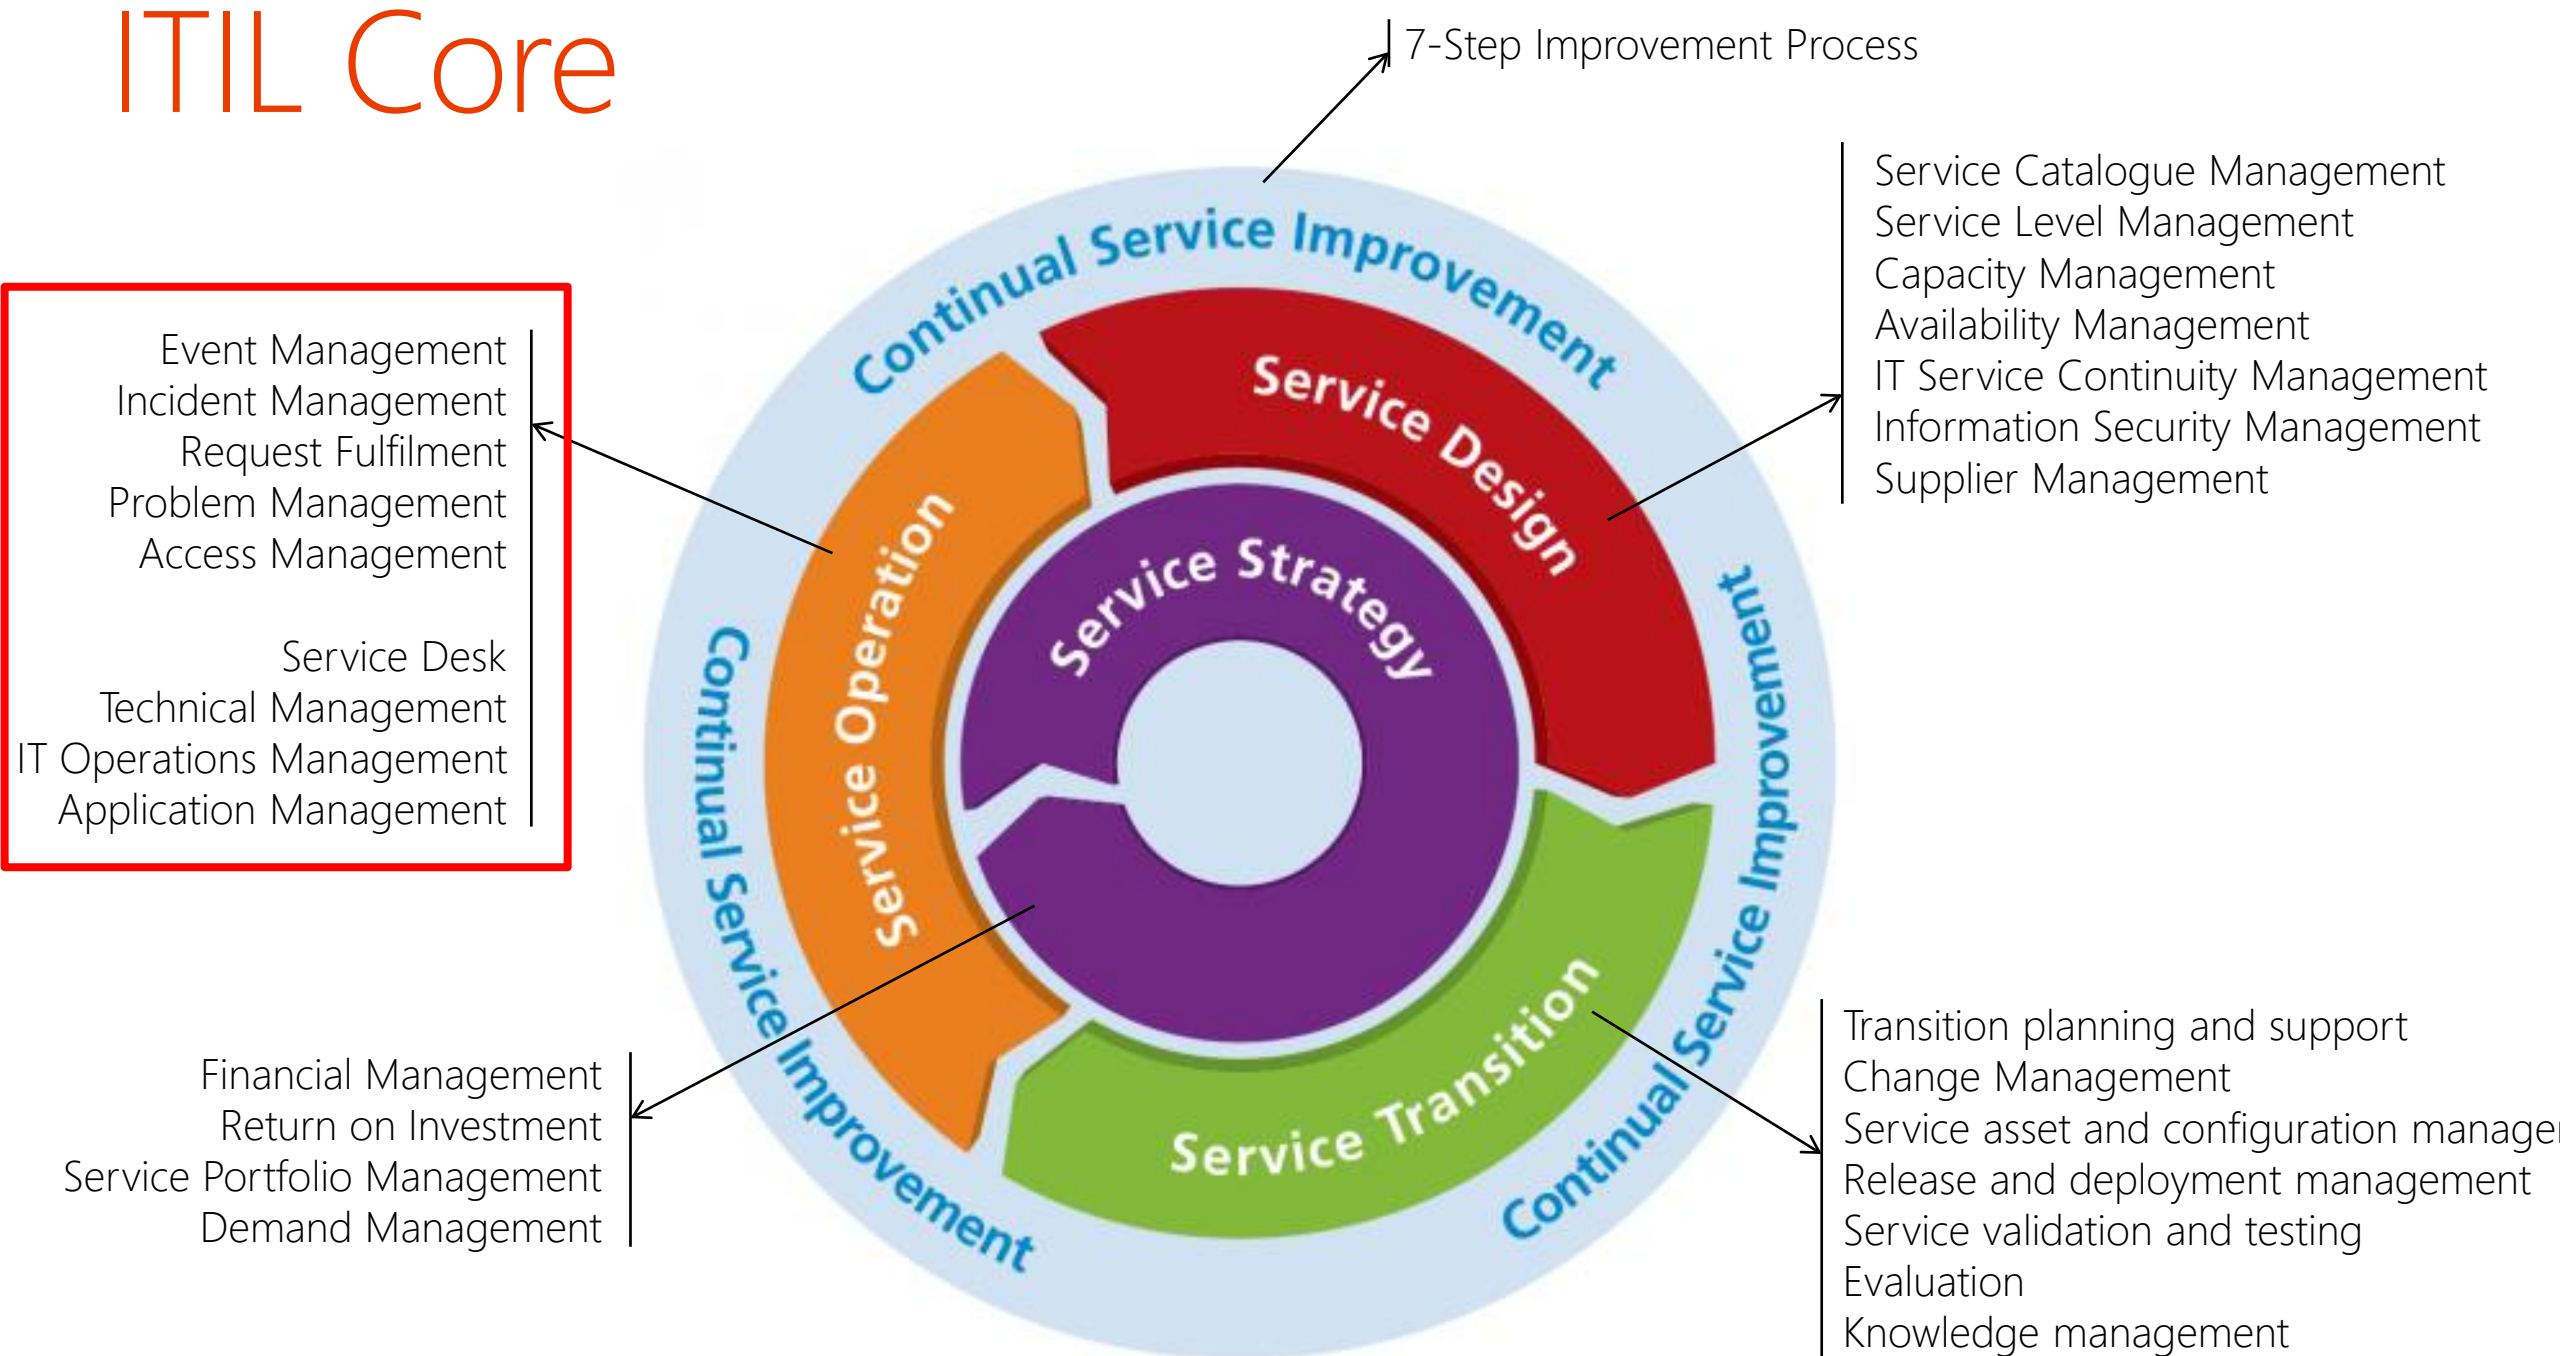 ITIL Core
7-Step Improvement Process
Service Catalogue Management
Service Level Management
Capacity Management
Availability Management
IT Service Continuity Management
Information Security Management
Supplier Management
Event Management
Incident Management
Request Fulfilment
Problem Management
Access Management
Service Desk
Technical Management
IT Operations Management
Application Management
Continual Service Improvement
Service Design
Service Strategy
Service Operation
Continual Service Improvement
Continual Service Improvement
Service Transition
Financial Management
Return on Investment
Service Portfolio Management
Demand Management
Transition planning and support
Change Management
Service asset and configuration
Release and deployment management
Service validation and testing
Evaluation
Knowledge management